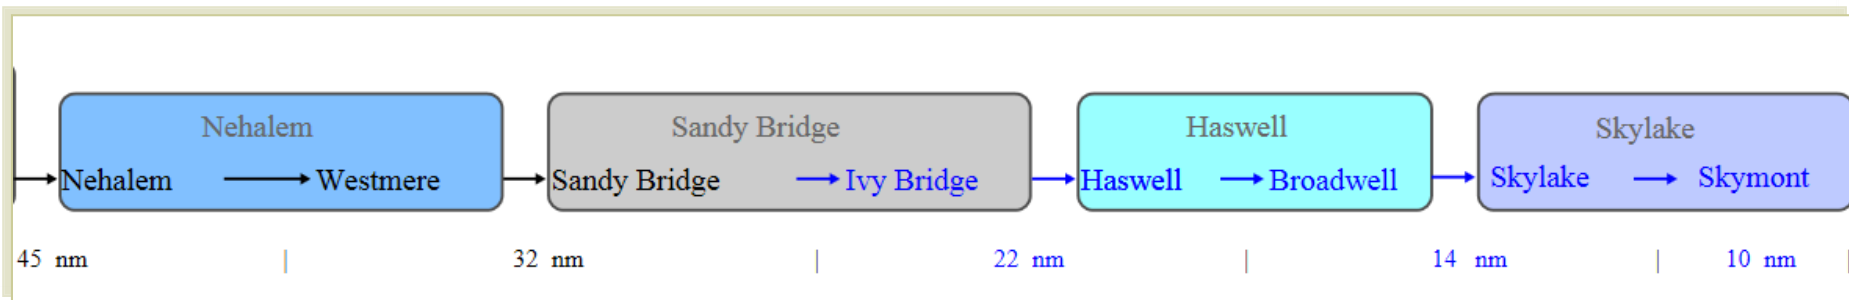 Nehalem Sandy Bridge Haswell Skylake
Nehalem Westmere Sandy Bridge Ivy Bridge Haswell Broadwell Skylake Skymont
45 nm | 32 nm | 22 nm | 14 nm | 10 nm |